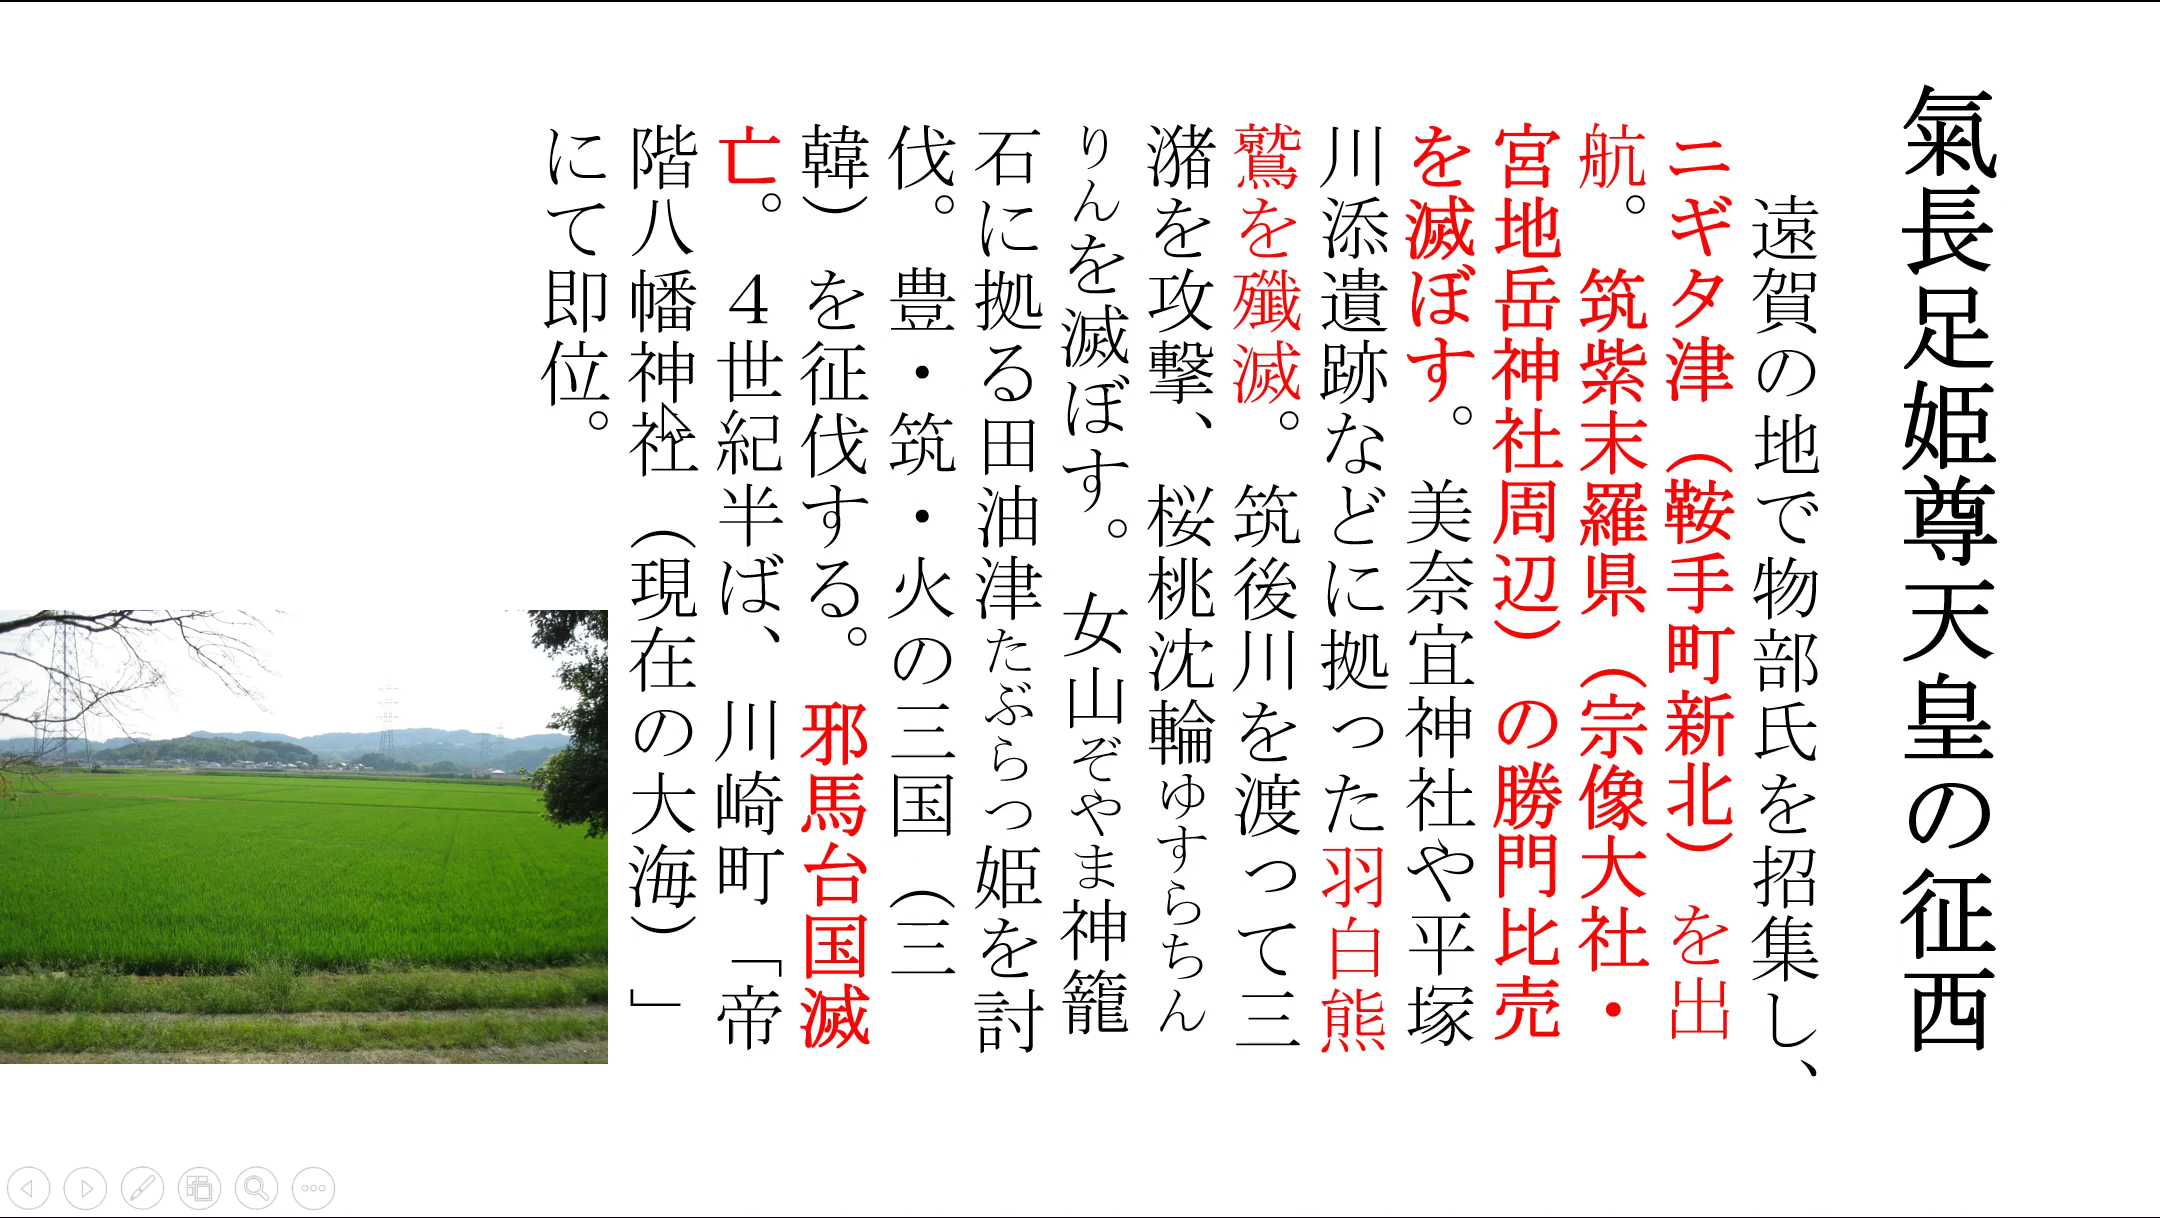 氣長足姫尊天皇の征西
遠賀の地で物部氏を招集し、
ニギタ津（鞍手町新北）を出
航。筑紫末羅県（宗像大社・
宮地岳神社周辺）の勝門比売
を滅ぼす。美奈宜神社や平塚
川添遺跡などに拠った羽白熊
鷲を殲滅。筑後川を渡って三
潴を攻撃、桜桃沈輪ゆすらちん
りんを滅ぼす。女山ぞやま神籠
石に拠る田油津たぶらつ姫を討
伐。豊・筑・火の三国（三
韓）を征伐する。邪馬台国滅
亡。４世紀半ば、川崎町「帝
階八幡神社（現在の大海）」
にて即位。